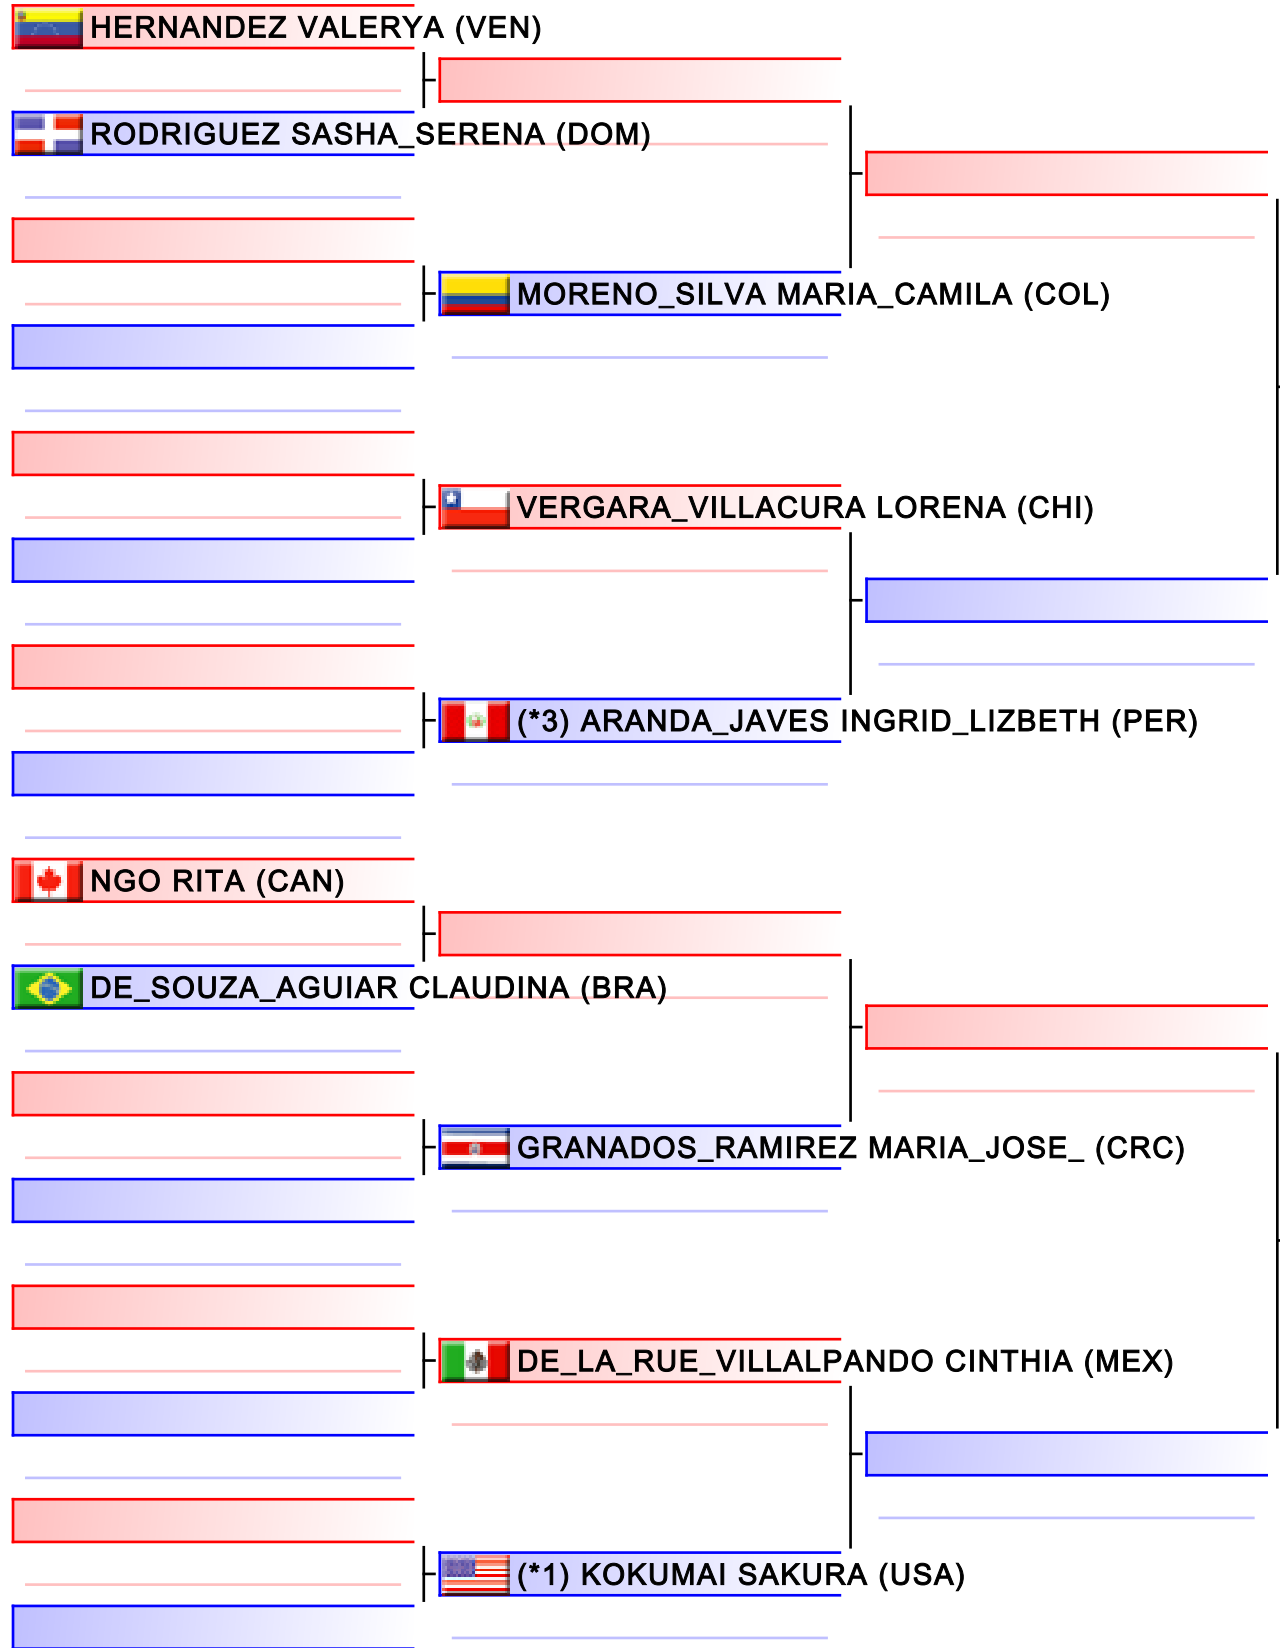 HERNANDEZ VALERYA (VEN)
RODRIGUEZ SASHA_SERENA (DOM)
MORENO_SILVA MARIA_CAMILA (COL)
VERGARA_VILLACURA LORENA (CHI)
(*3) ARANDA_JAVES INGRID_LIZBETH (PER)
NGO RITA (CAN)
DE_SOUZA_AGUIAR CLAUDINA (BRA)
GRANADOS_RAMIREZ MARIA_JOSE_ (CRC)
DE_LA_RUE_VILLALPANDO CINTHIA (MEX)
(*1) KOKUMAI SAKURA (USA)